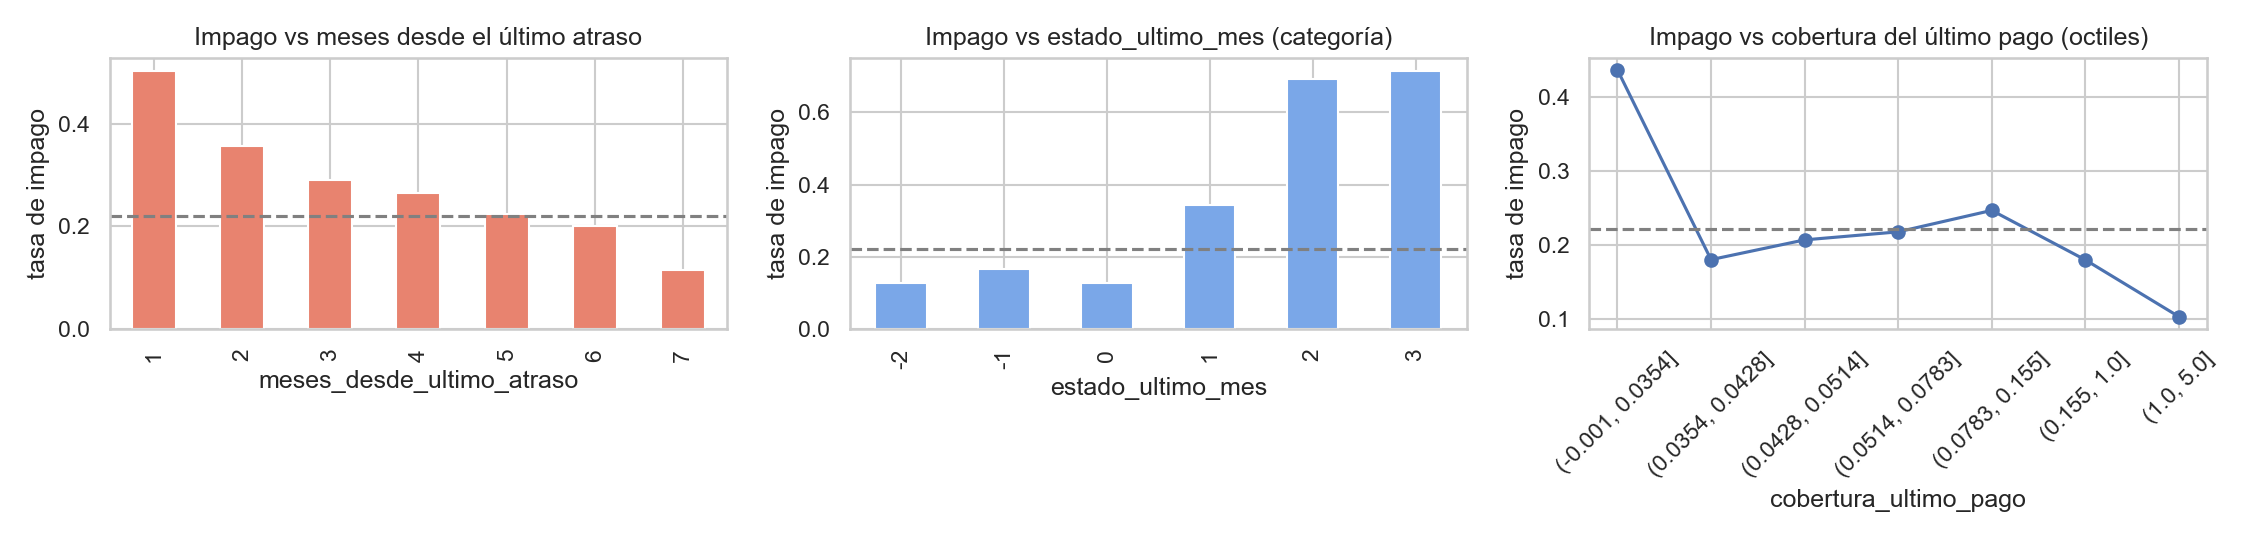 Impago vs meses desde el último atraso
tasa de impago
0.4
0.2
0.0
1 2 3 4 5 6 7
meses_desde_ultimo_atraso
Impago vs estado_ultimo_mes (categoría)
tasa de impago
0.6
0.4
0.2
0.0
-2 -1 0 1 2 3
estado_ultimo_mes
Impago vs cobertura del último pago (octiles)
tasa de impago
0.4
0.3
0.2
0.1
(-0.001, 0.0354]
(0.0354, 0.0428]
(0.0428, 0.0514]
(0.0514, 0.0783]
(0.0783, 0.155]
(0.155, 1.0]
(1.0, 5.0]
cobertura_ultimo_pago